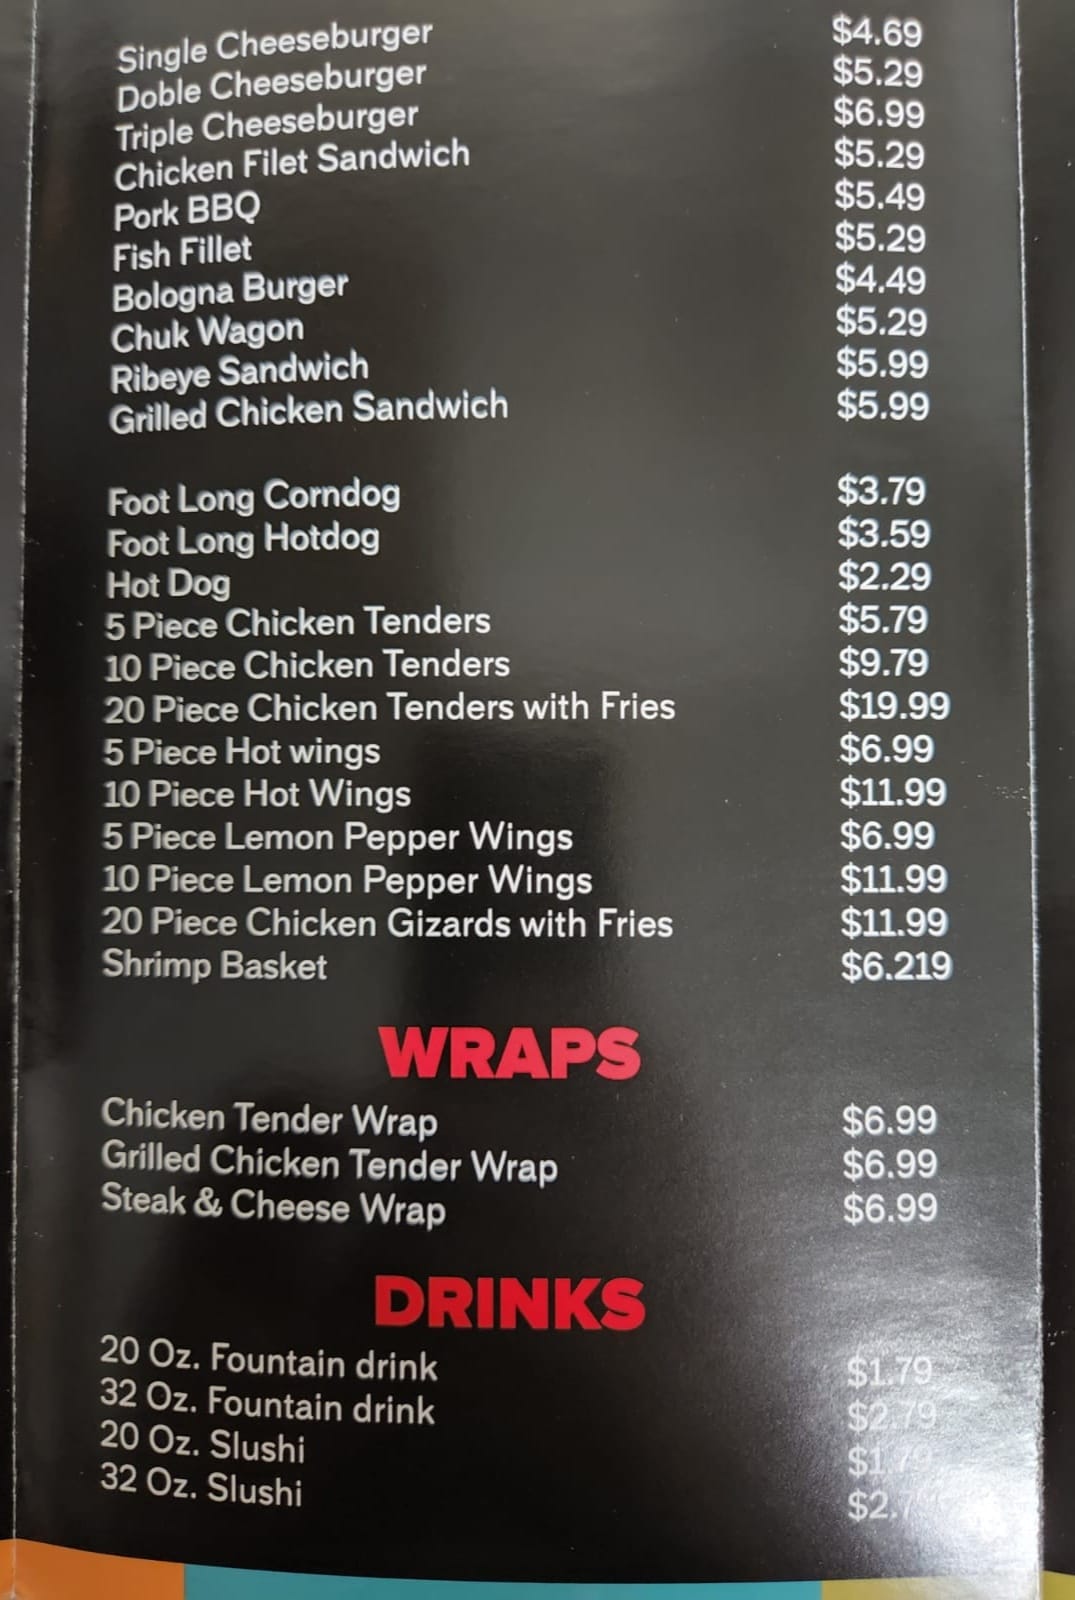 Single Cheeseburger $4.69
Doble Cheeseburger $5.29
Triple Cheeseburger $6.99
Chicken Filet Sandwich $5.29
Pork BBQ $5.49
Fish Fillet $5.29
Bologna Burger $4.49
Chuk Wagon $5.29
Ribeye Sandwich $5.99
Grilled Chicken Sandwich $5.99
Foot Long Corndog $3.79
Foot Long Hotdog $3.59
Hot Dog $2.29
5 Piece Chicken Tenders $5.79
10 Piece Chicken Tenders $9.79
20 Piece Chicken Tenders with Fries $19.99
5 Piece Hot wings $6.99
10 Piece Hot Wings $11.99
5 Piece Lemon Pepper Wings $6.99
10 Piece Lemon Pepper Wings $11.99
20 Piece Chicken Gizards with Fries $11.99
Shrimp Basket $6.219
WRAPS
Chicken Tender Wrap $6.99
Grilled Chicken Tender Wrap $6.99
Steak & Cheese Wrap $6.99
DRINKS
20 Oz. Fountain drink $1.79
32 Oz. Fountain drink $2.79
20 Oz. Slushi
32 Oz. Slushi